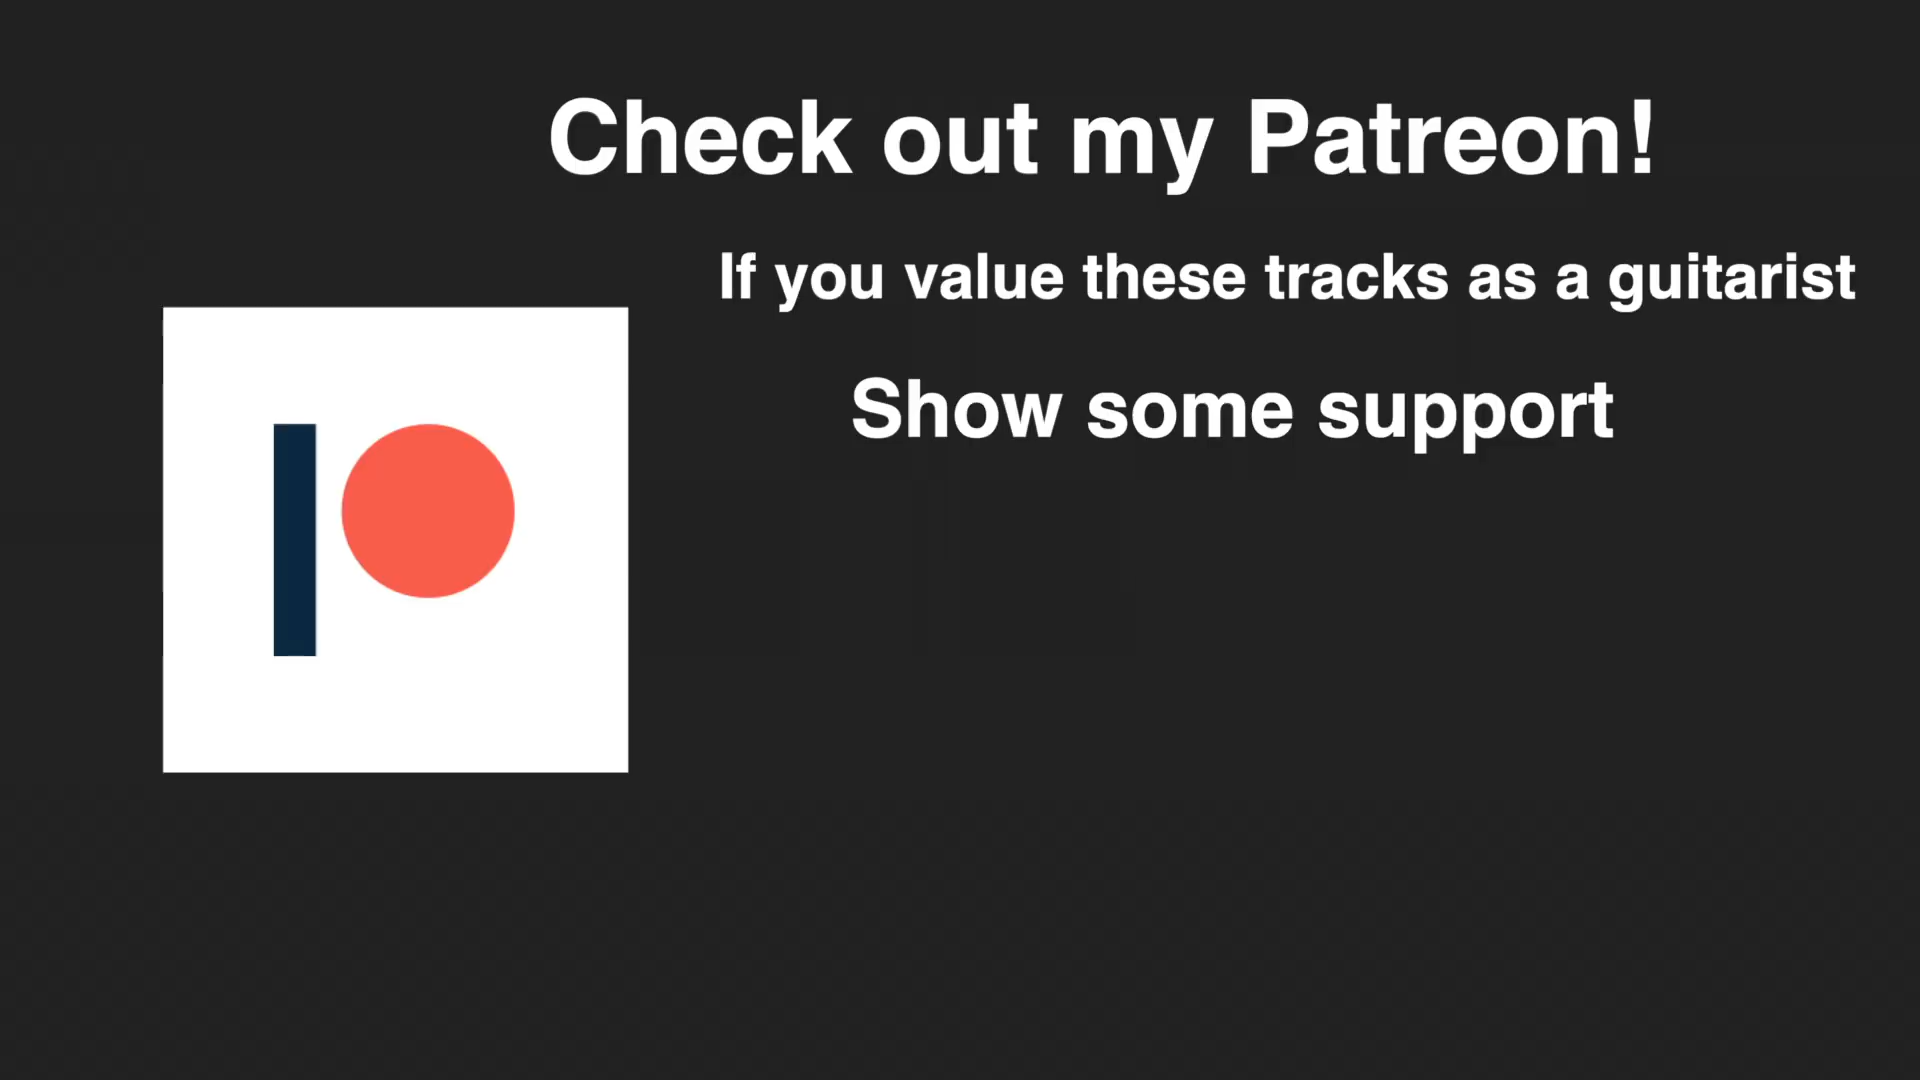 Check out my Patreon!
If you value these tracks as a guitarist
Show some support